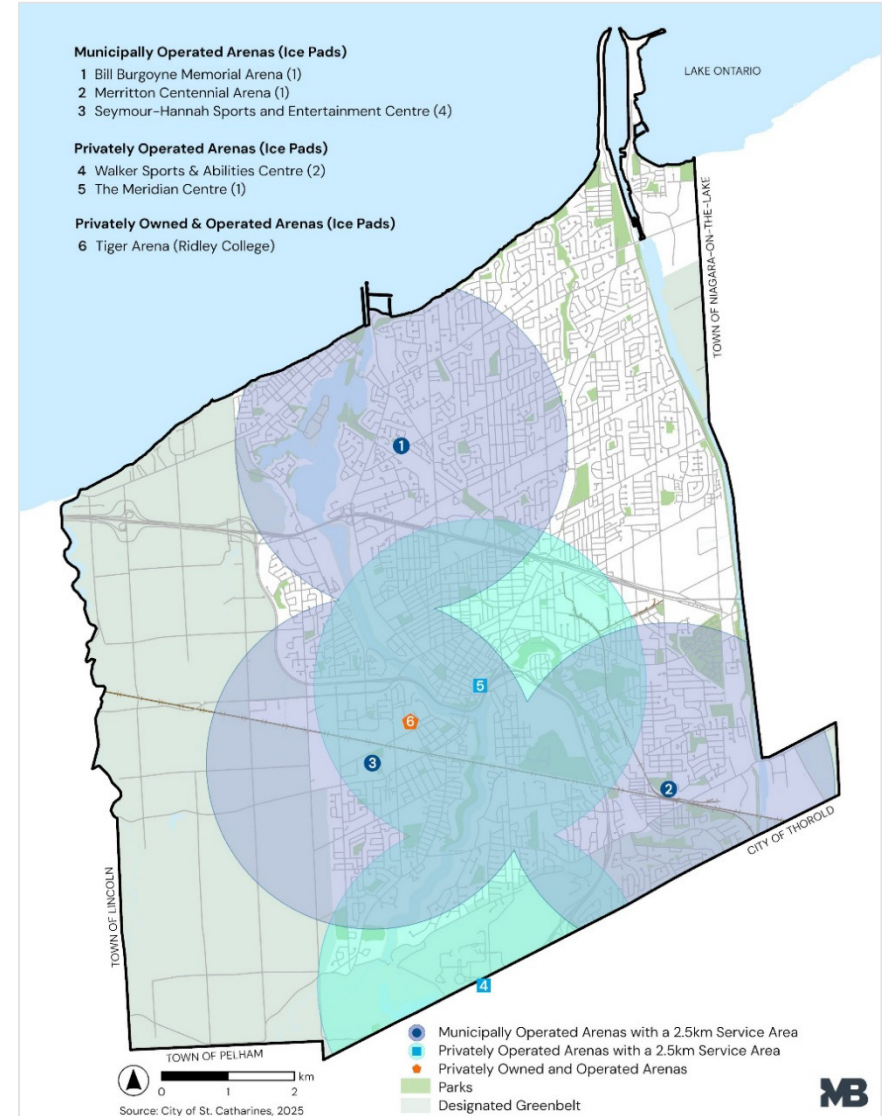 Municipally Operated Arenas (Ice Pads)
1 Bill Burgoyne Memorial Arena (1)
2 Merritton Centennial Arena (1)
3 Seymour-Hannah Sports and Entertainment Centre (4)
Privately Operated Arenas (Ice Pads)
4 Walker Sports & Abilities Centre (2)
5 The Meridian Centre (1)
Privately Owned & Operated Arenas (Ice Pads)
6 Tiger Arena (Ridley College)
LAKE ONTARIO
TOWN OF NIAGARA-ON-THE-LAKE
1
5
6
3
2
CITY OF THOROLD
TOWN OF LINCOLN
4
TOWN OF PELHAM
km
0 1 2
Source: City of St. Catharines, 2025
Municipally Operated Arenas with a 2.5km Service Area
Privately Operated Arenas with a 2.5km Service Area
Privately Owned and Operated Arenas
Parks
Designated Greenbelt
MB